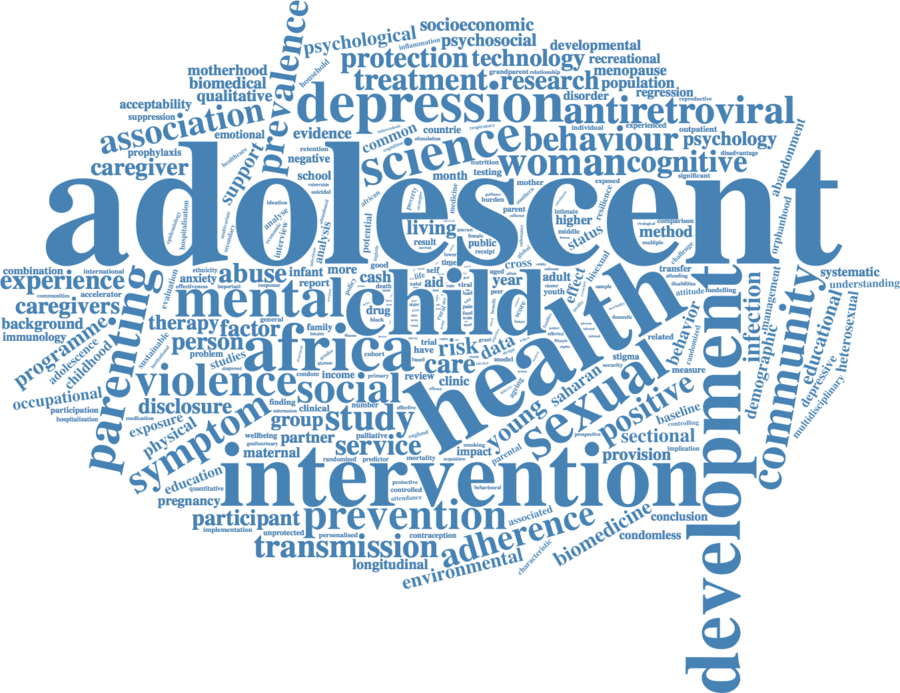 socioeconomic
psychological
inflammation
psychosocial
prevalence
household
protection
technology
developmental
recreational
motherhood
biomedical
qualitative
treatment
research
grandparent
relationship
menopause
population
regression
reproductive
disorder
acceptability
suppression
association
emotional
depression
antiretroviral
evidence
common
countrie
respiratory
science
behaviour
individual
experienced
outpatient
psychology
disadvantage
prophylaxis
caregiver
healthcare
support
retention
negative
school
vulnerable
suicidal
african
month
nutrition
testing
woman
cognitive
significant
abandonment
adolescent
epidemiology
hospitalisation
secondary
ideation
analyse
economic
interview
analysis
potential
poverty
medicine
guidance
burden
mother
parent
living
result
public
receipt
female
intimate
higher
middle
exposed
resilience
status
comparison
method
multiple
challenge
orphanhood
combination
international
experience
communities
accelerator
anxiety
evaluation
ethnicity
viral
effectiveness
important
abuse
responses
infant
report
more
good
cash
death
self
aid
cross
aged
year
peer
adult
cluster
youth
effect
bisexual
sample
transfer
attending
disabilities
attitude
modelling
systematic
understanding
caregivers
background
immunology
programme
adolescence
childhood
parenting
sustainable
mental
child
health
development
infection
management
demographic
community
educational
depressive
heterosexual
multidisciplinary
therapy
general
factor
family
person
problem
studies
africa
cohort
drug
black
trial
have
risk
data
care
review
clinic
model
ageing
domestic
saharan
stigma
security
related
behavior
randomized
measure
occupational
participation
hospitalization
violence
condom
income
primary
social
disclosure
medication
exposure
physical
symptom
finding
clinical
number
effective
group
study
england
young
sexual
positive
baseline
controlling
wellbeing
partner
palliative
service
maternal
randomised
predictor
mortality
smoking
impact
acquisition
parental
prospective
sectional
implication
provision
education
quantitative
pregnancy
intervention
protective
controlled
attendance
behavioural
participant
implementation
prevention
unprotected
personalised
contraception
associated
adherence
characteristic
biomedicine
conclusion
condomless
transmission
longitudinal
environmental